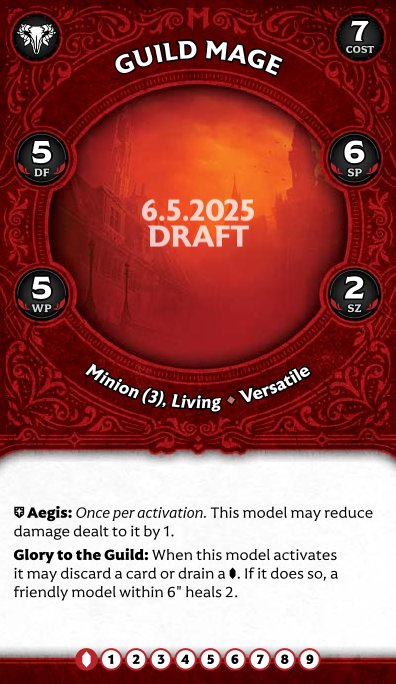 GUILD MAGE
7
COST
5
DF
6
SP
6.5.2025
DRAFT
5
WP
2
SZ
Minion (3), Living • Versatile
Aegis: Once per activation. This model may reduce
damage dealt to it by 1.
Glory to the Guild: When this model activates
it may discard a card or drain a . If it does so, a
friendly model within 6" heals 2.
1 2 3 4 5 6 7 8 9